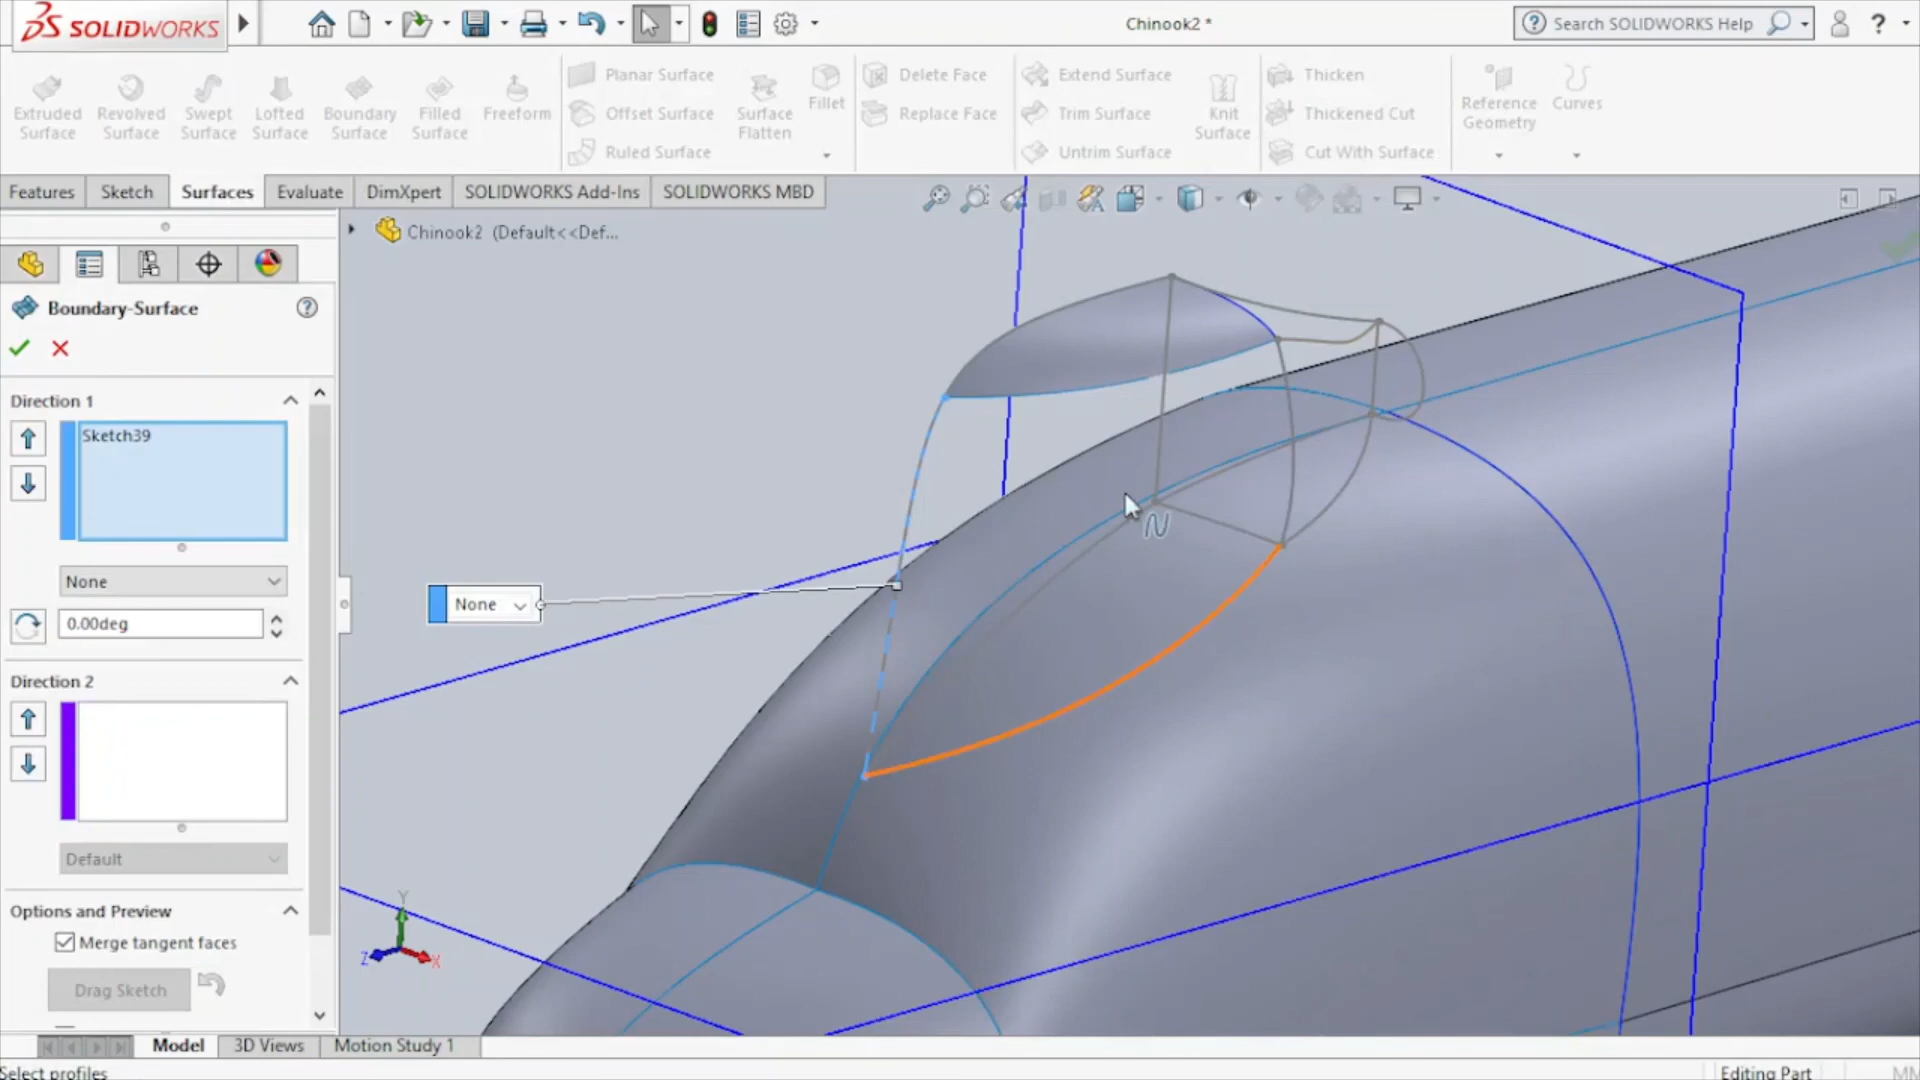 SOLIDWORKS
Chinook2 *
Search SOLIDWORKS Help
?
Extruded Surface
Revolved Surface
Swept Surface
Lofted Surface
Boundary Surface
Filled Surface
Freeform
Planar Surface
Offset Surface
Ruled Surface
Surface Flatten
Fillet
Delete Face
Replace Face
Extend Surface
Trim Surface
Untrim Surface
Knit Surface
Thicken
Thickened Cut
Cut With Surface
Reference Geometry
Curves
Features
Sketch
Surfaces
Evaluate
DimXpert
SOLIDWORKS Add-Ins
SOLIDWORKS MBD
Chinook2 (Default<<Def...
Boundary-Surface
?
Direction 1
Sketch39
None
0.00deg
Direction 2
Default
Options and Preview
Merge tangent faces
Drag Sketch
None
Y
Z
X
Model
3D Views
Motion Study 1
Select profiles
Editing Part